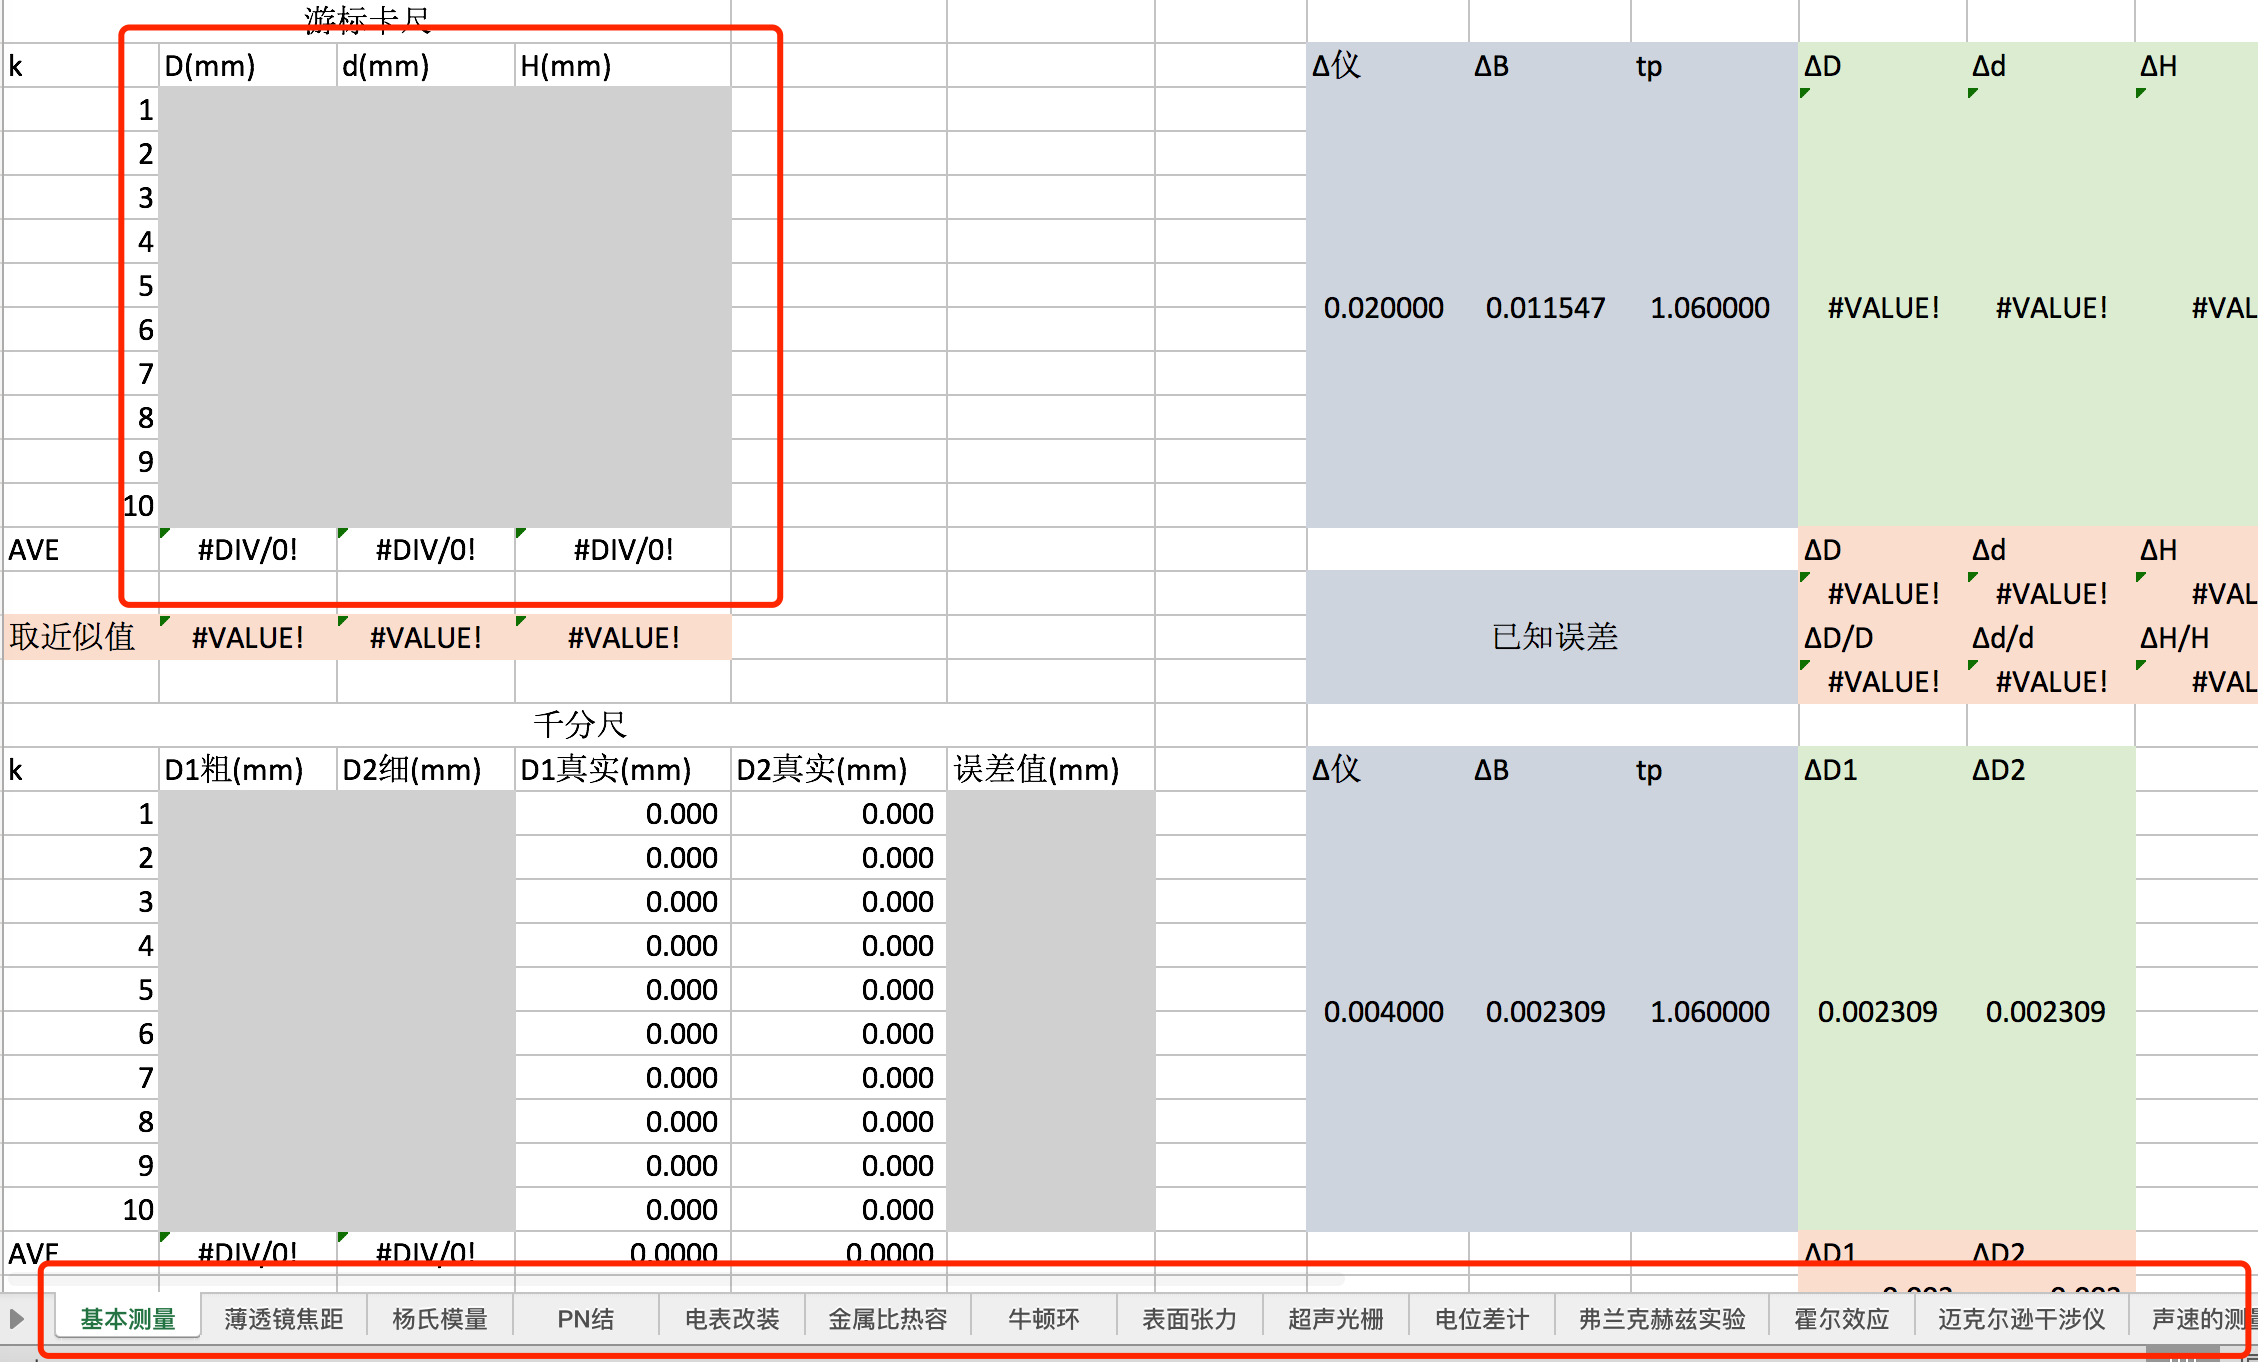 游标卡尺
k D(mm) d(mm) H(mm) Δ仪 ΔB tp ΔD Δd ΔH
1
2
3
4
5
6 0.020000 0.011547 1.060000 #VALUE! #VALUE! #VAL
7
8
9
10
AVE #DIV/0! #DIV/0! #DIV/0! ΔD Δd ΔH
#VALUE! #VALUE! #VAL
取近似值 #VALUE! #VALUE! #VALUE! 已知误差 ΔD/D Δd/d ΔH/H
#VALUE! #VALUE! #VAL
千分尺
k D1粗(mm) D2细(mm) D1真实(mm) D2真实(mm) 误差值(mm) Δ仪 ΔB tp ΔD1 ΔD2
1 0.000 0.000
2 0.000 0.000
3 0.000 0.000
4 0.000 0.000
5 0.000 0.000
6 0.000 0.000 0.004000 0.002309 1.060000 0.002309 0.002309
7 0.000 0.000
8 0.000 0.000
9 0.000 0.000
10 0.000 0.000
AVE #DIV/0! #DIV/0! 0.0000 0.0000 ΔD1 ΔD2
0.002 0.002
基本测量 薄透镜焦距 杨氏模量 PN结 电表改装 金属比热容 牛顿环 表面张力 超声光栅 电位差计 弗兰克赫兹实验 霍尔效应 迈克尔逊干涉仪 声速的测量